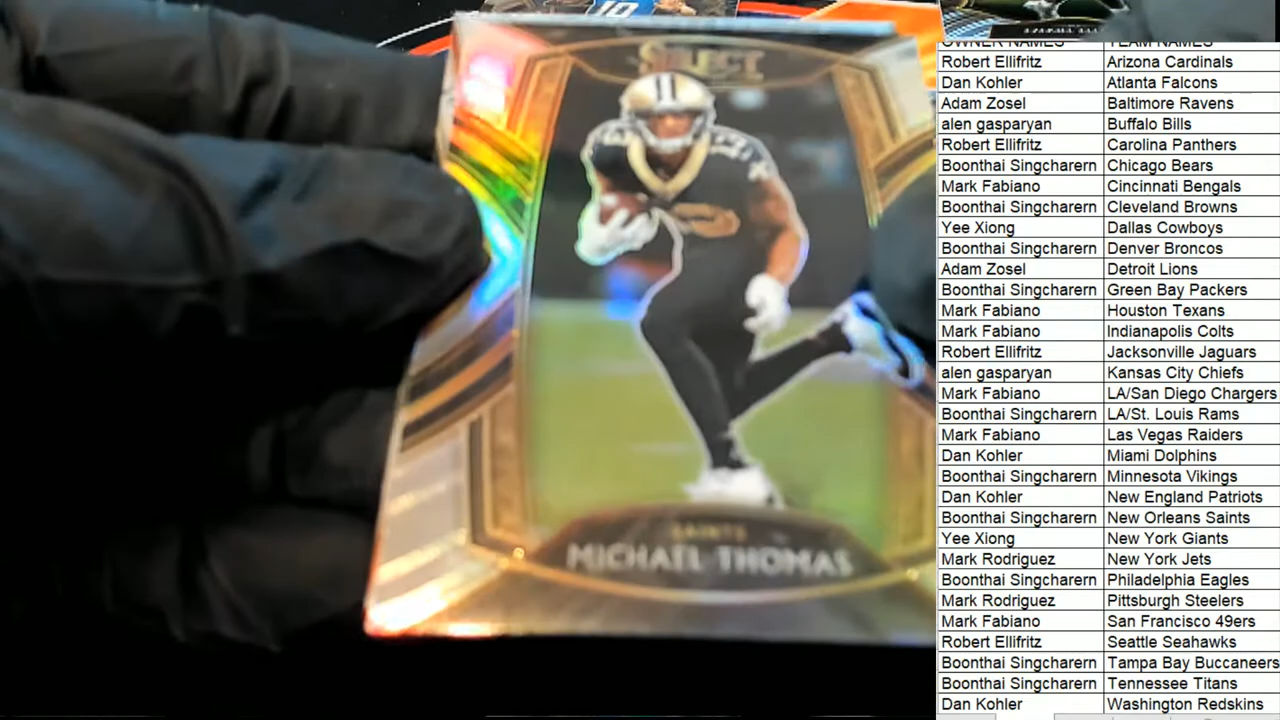 10
SELECT
SAINTS
MICHAEL THOMAS
OWNER NAMES TEAM NAMES
Robert Ellifritz Arizona Cardinals
Dan Kohler Atlanta Falcons
Adam Zosel Baltimore Ravens
alen gasparyan Buffalo Bills
Robert Ellifritz Carolina Panthers
Boonthai Singcharern Chicago Bears
Mark Fabiano Cincinnati Bengals
Boonthai Singcharern Cleveland Browns
Yee Xiong Dallas Cowboys
Boonthai Singcharern Denver Broncos
Adam Zosel Detroit Lions
Boonthai Singcharern Green Bay Packers
Mark Fabiano Houston Texans
Mark Fabiano Indianapolis Colts
Robert Ellifritz Jacksonville Jaguars
alen gasparyan Kansas City Chiefs
Mark Fabiano LA/San Diego Chargers
Boonthai Singcharern LA/St. Louis Rams
Mark Fabiano Las Vegas Raiders
Dan Kohler Miami Dolphins
Boonthai Singcharern Minnesota Vikings
Dan Kohler New England Patriots
Boonthai Singcharern New Orleans Saints
Yee Xiong New York Giants
Mark Rodriguez New York Jets
Boonthai Singcharern Philadelphia Eagles
Mark Rodriguez Pittsburgh Steelers
Mark Fabiano San Francisco 49ers
Robert Ellifritz Seattle Seahawks
Boonthai Singcharern Tampa Bay Buccaneers
Boonthai Singcharern Tennessee Titans
Dan Kohler Washington Redskins